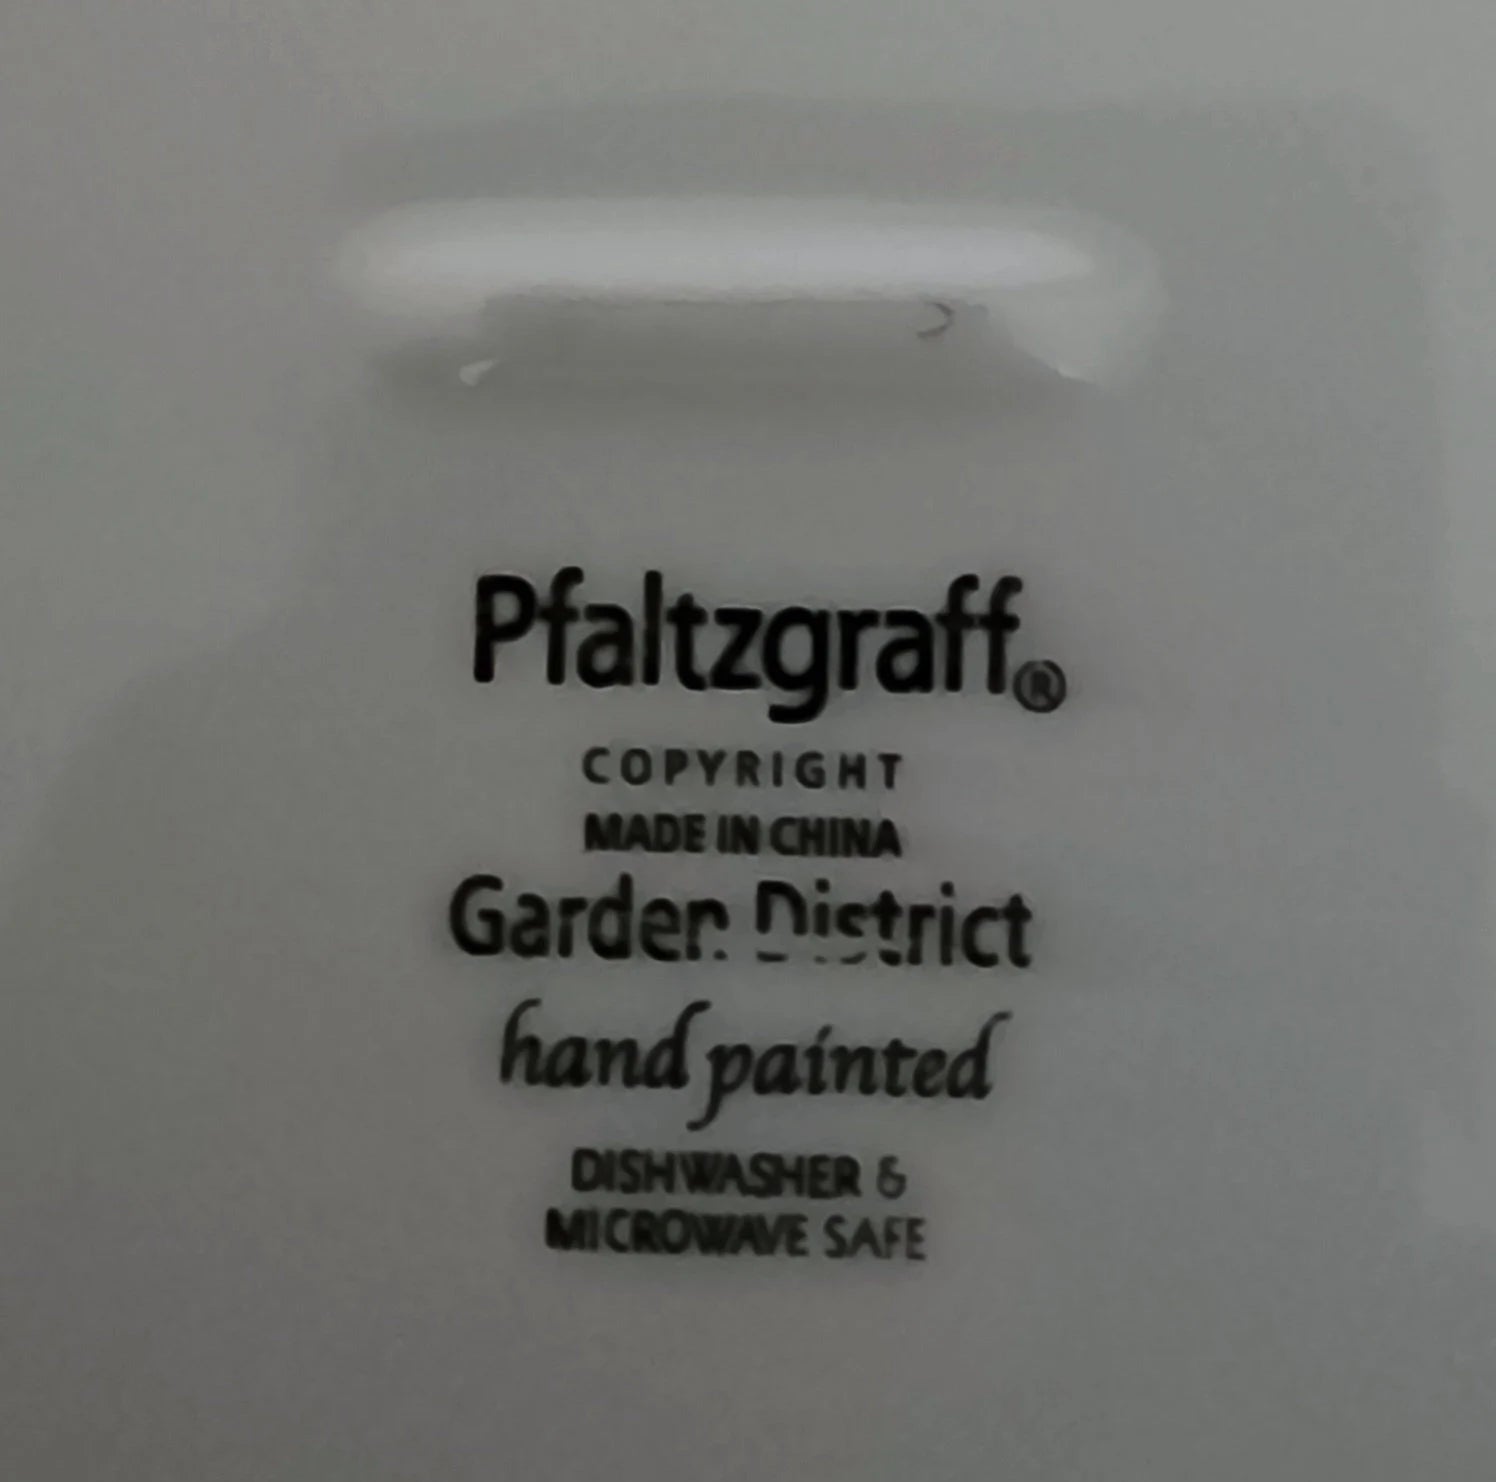 Pfaltzgraff®
COPYRIGHT
MADE IN CHINA
Garden District
hand painted
DISHWASHER &
MICROWAVE SAFE